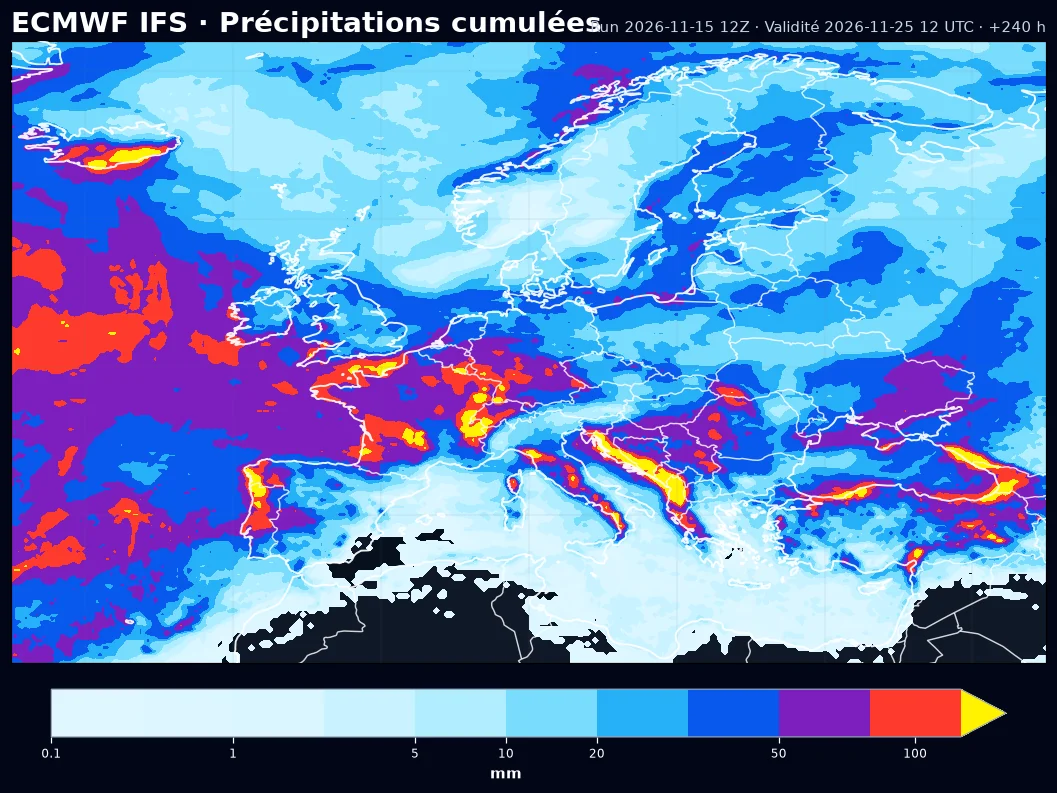 ECMWF IFS · Précipitations cumulées
Run 2026-11-15 12Z · Validité 2026-11-25 12 UTC · +240 h
0.1 1 5 10 20 50 100
mm